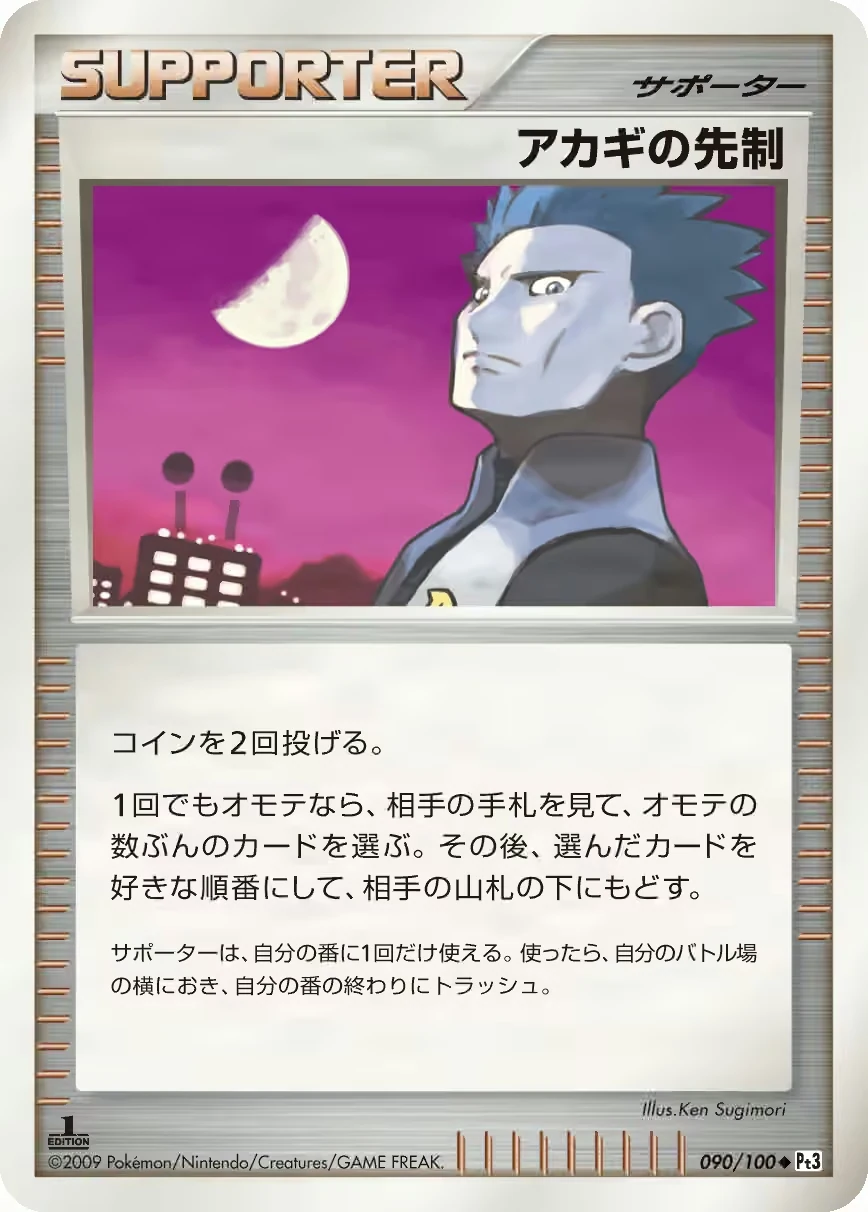 SUPPORTER
サポーター
アカギの先制
コインを2回投げる。
1回でもオモテなら、相手の手札を見て、オモテの
数ぶんのカードを選ぶ。その後、選んだカードを
好きな順番にして、相手の山札の下にもどす。
サポーターは、自分の番に1回だけ使える。使ったら、自分のバトル場
の横におき、自分の番の終わりにトラッシュ。
Illus.Ken Sugimori
1
EDITION
©2009 Pokémon/Nintendo/Creatures/GAME FREAK.
090/100◆ Pt3